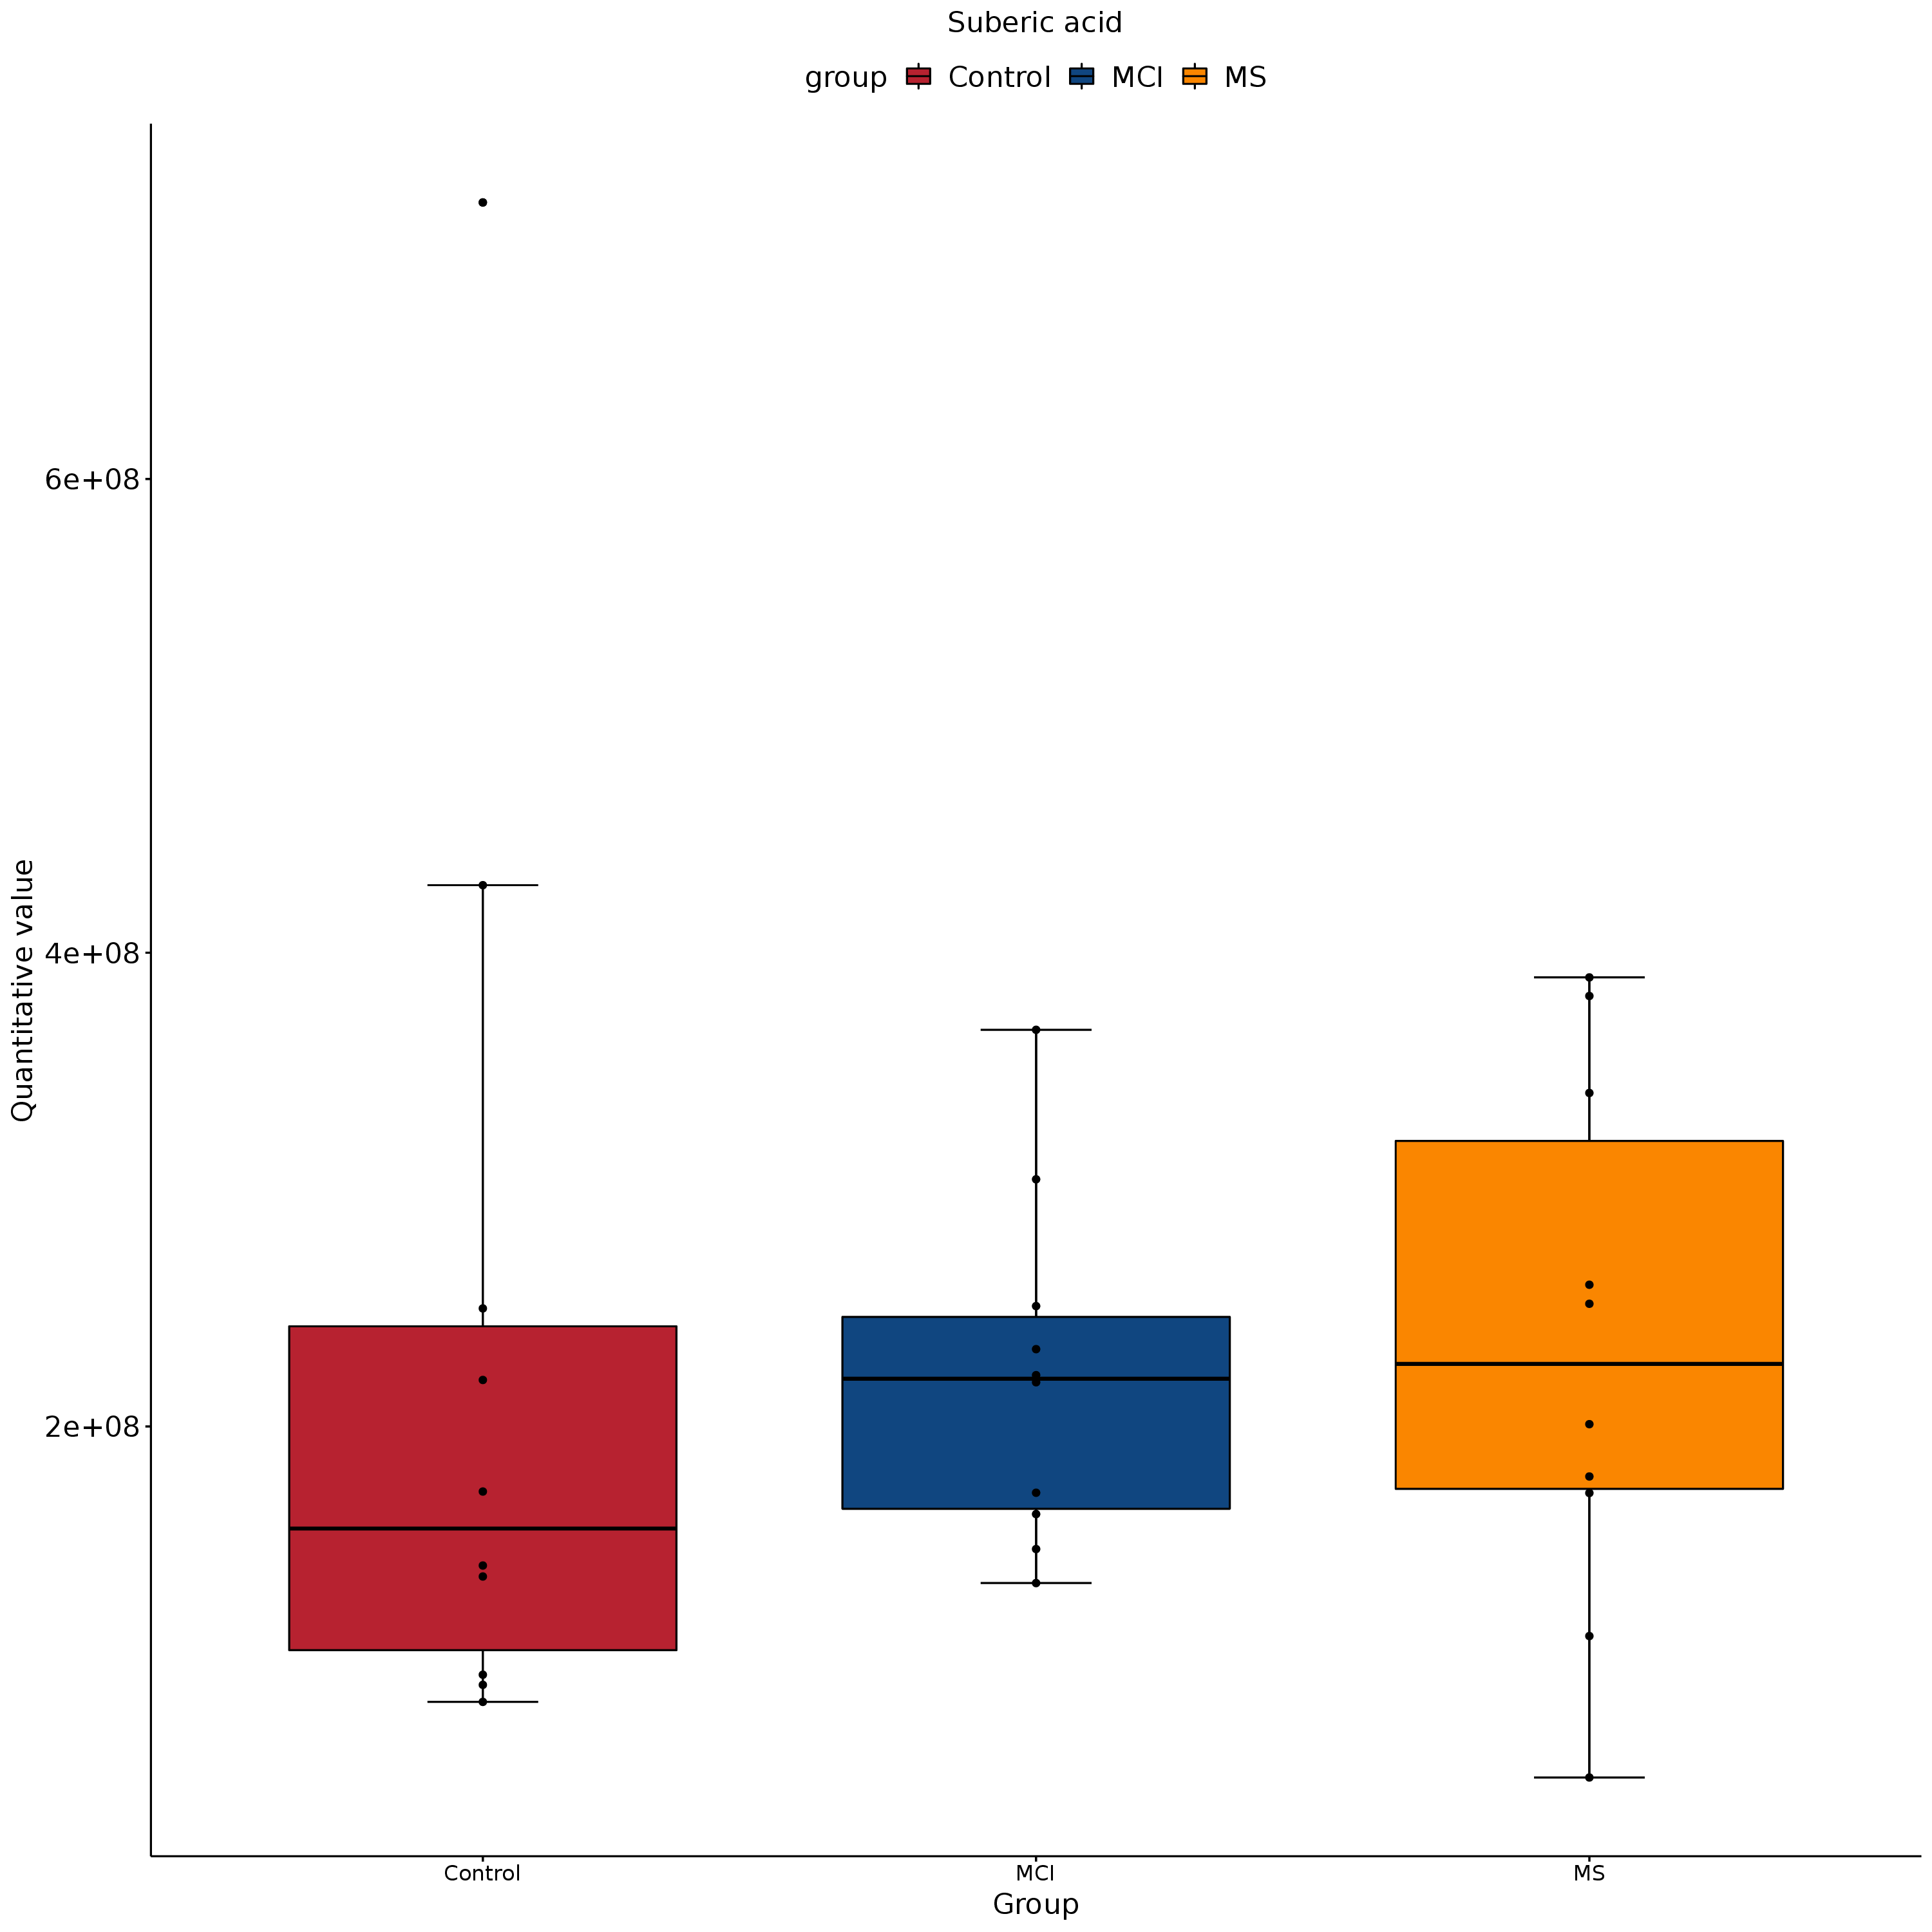 Suberic acid
group Control MCI MS
Quantitative value
6e+08
4e+08
2e+08
Control MCI MS
Group